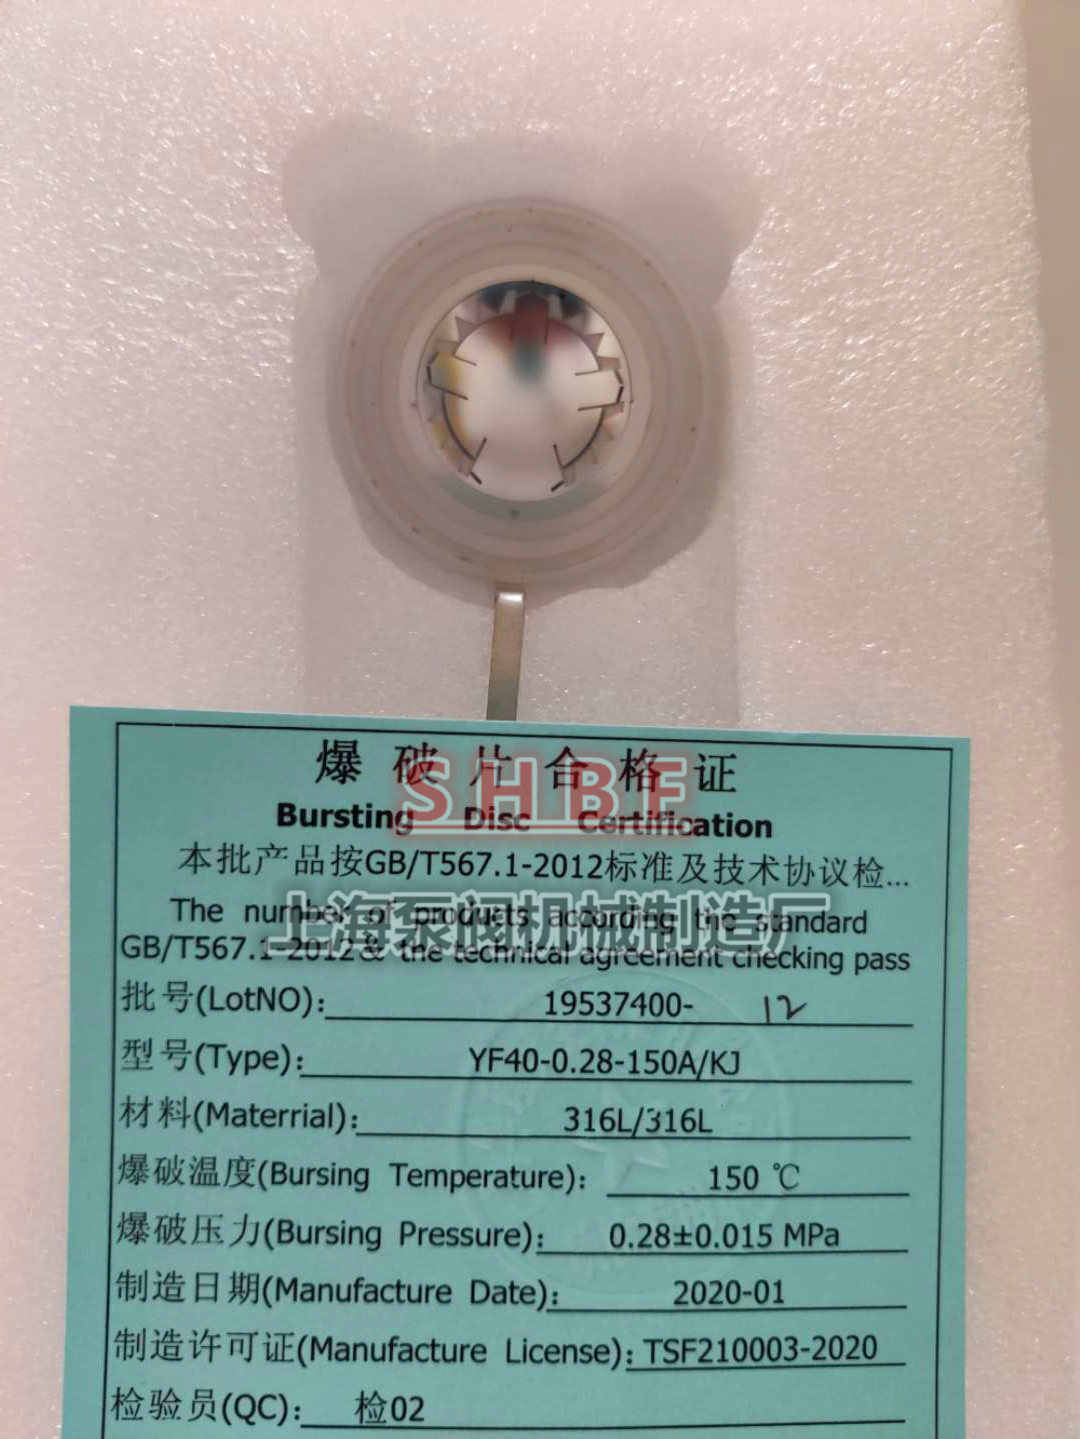 爆破片合格证
SHBF
Bursting Disc Certification
本批产品按GB/T567.1-2012标准及技术协议检...
上海泵阀机械制造厂
The number of products according the standard
GB/T567.1-2012 & the technical agreement checking pass
批号(LotNO): 19537400- 12
型号(Type): YF40-0.28-150A/KJ
材料(Materrial): 316L/316L
爆破温度(Bursing Temperature): 150 ℃
爆破压力(Bursing Pressure): 0.28±0.015 MPa
制造日期(Manufacture Date): 2020-01
制造许可证(Manufacture License): TSF210003-2020
检验员(QC): 检02